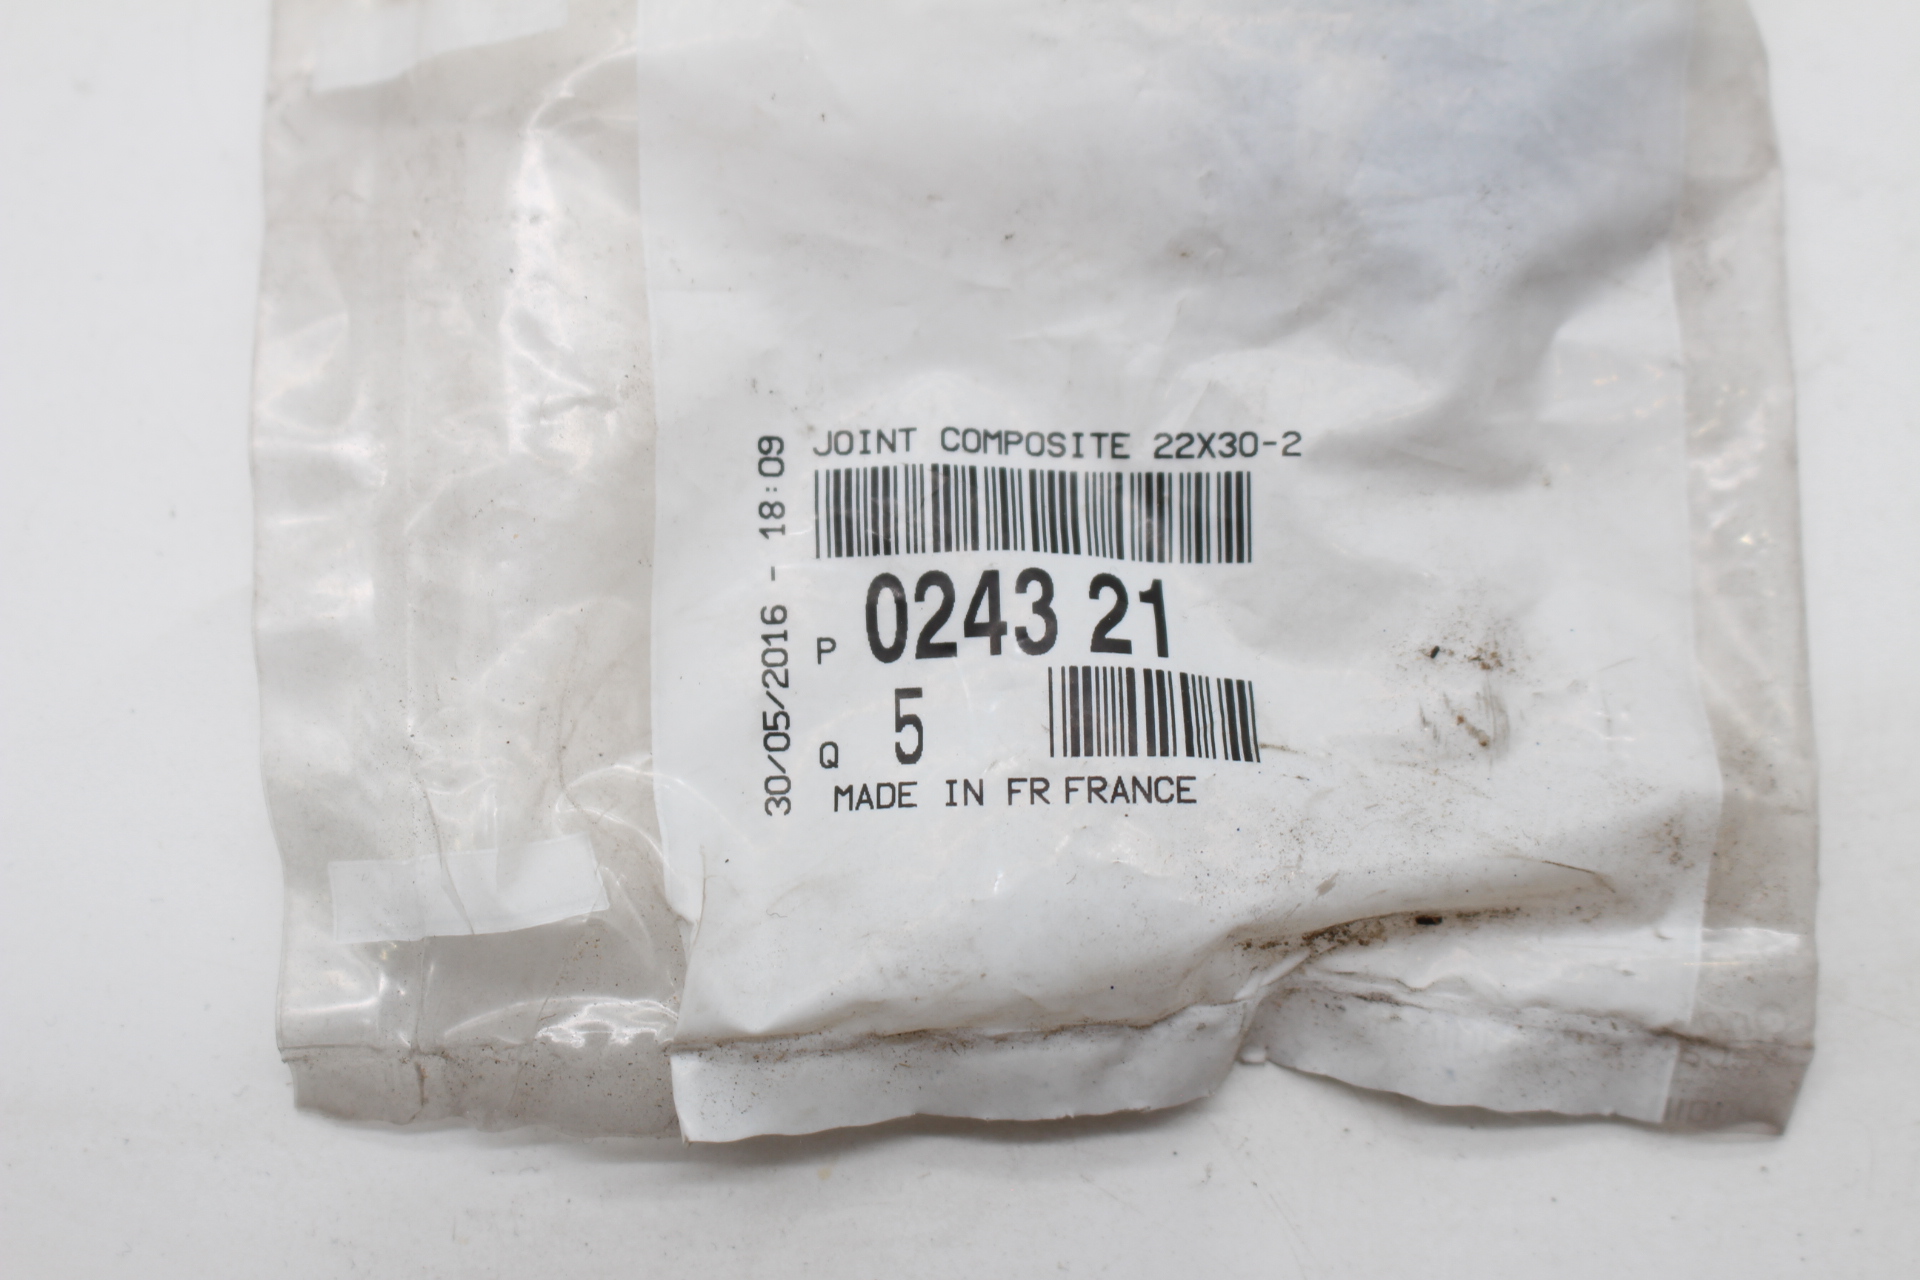 JOINT COMPOSITE 22X30-2
30/05/2016 - 18:09
P 0243 21
Q 5
MADE IN FR FRANCE